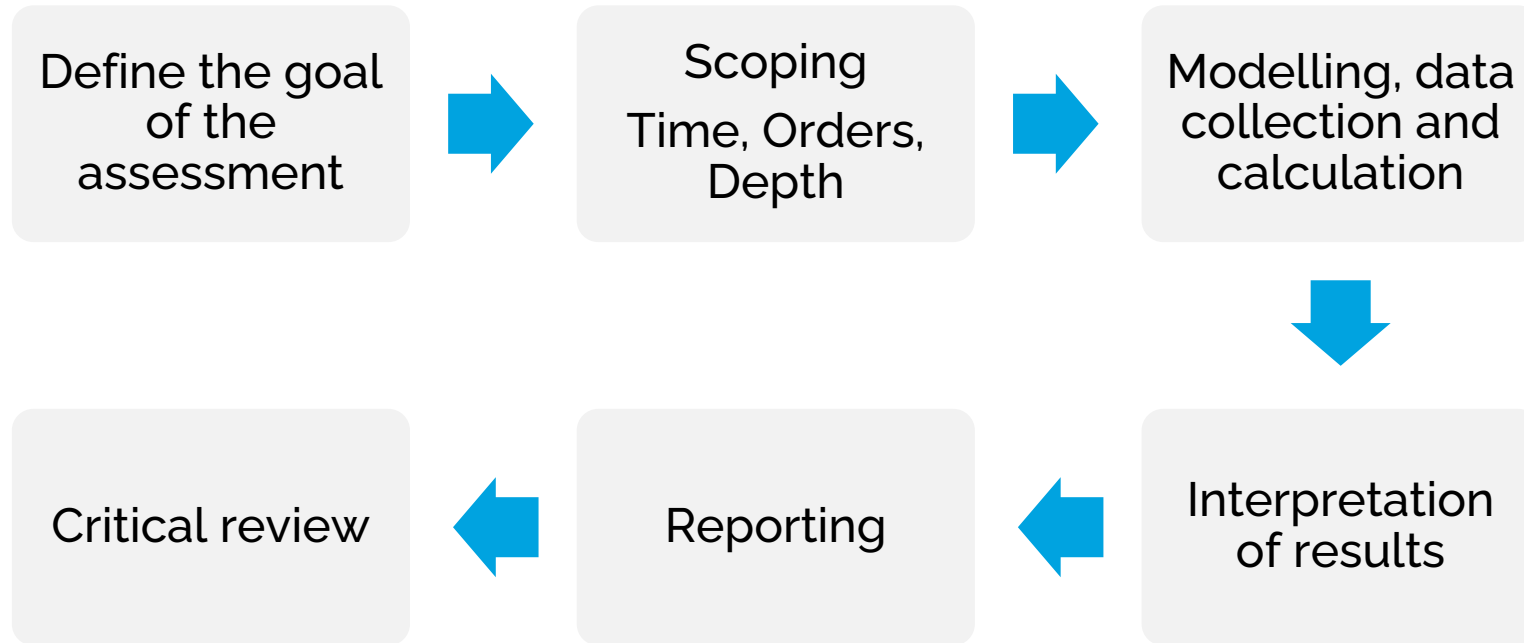 Define the goal
of the
assessment
Scoping
Time, Orders,
Depth
Modelling, data
collection and
calculation
Interpretation
of results
Reporting
Critical review